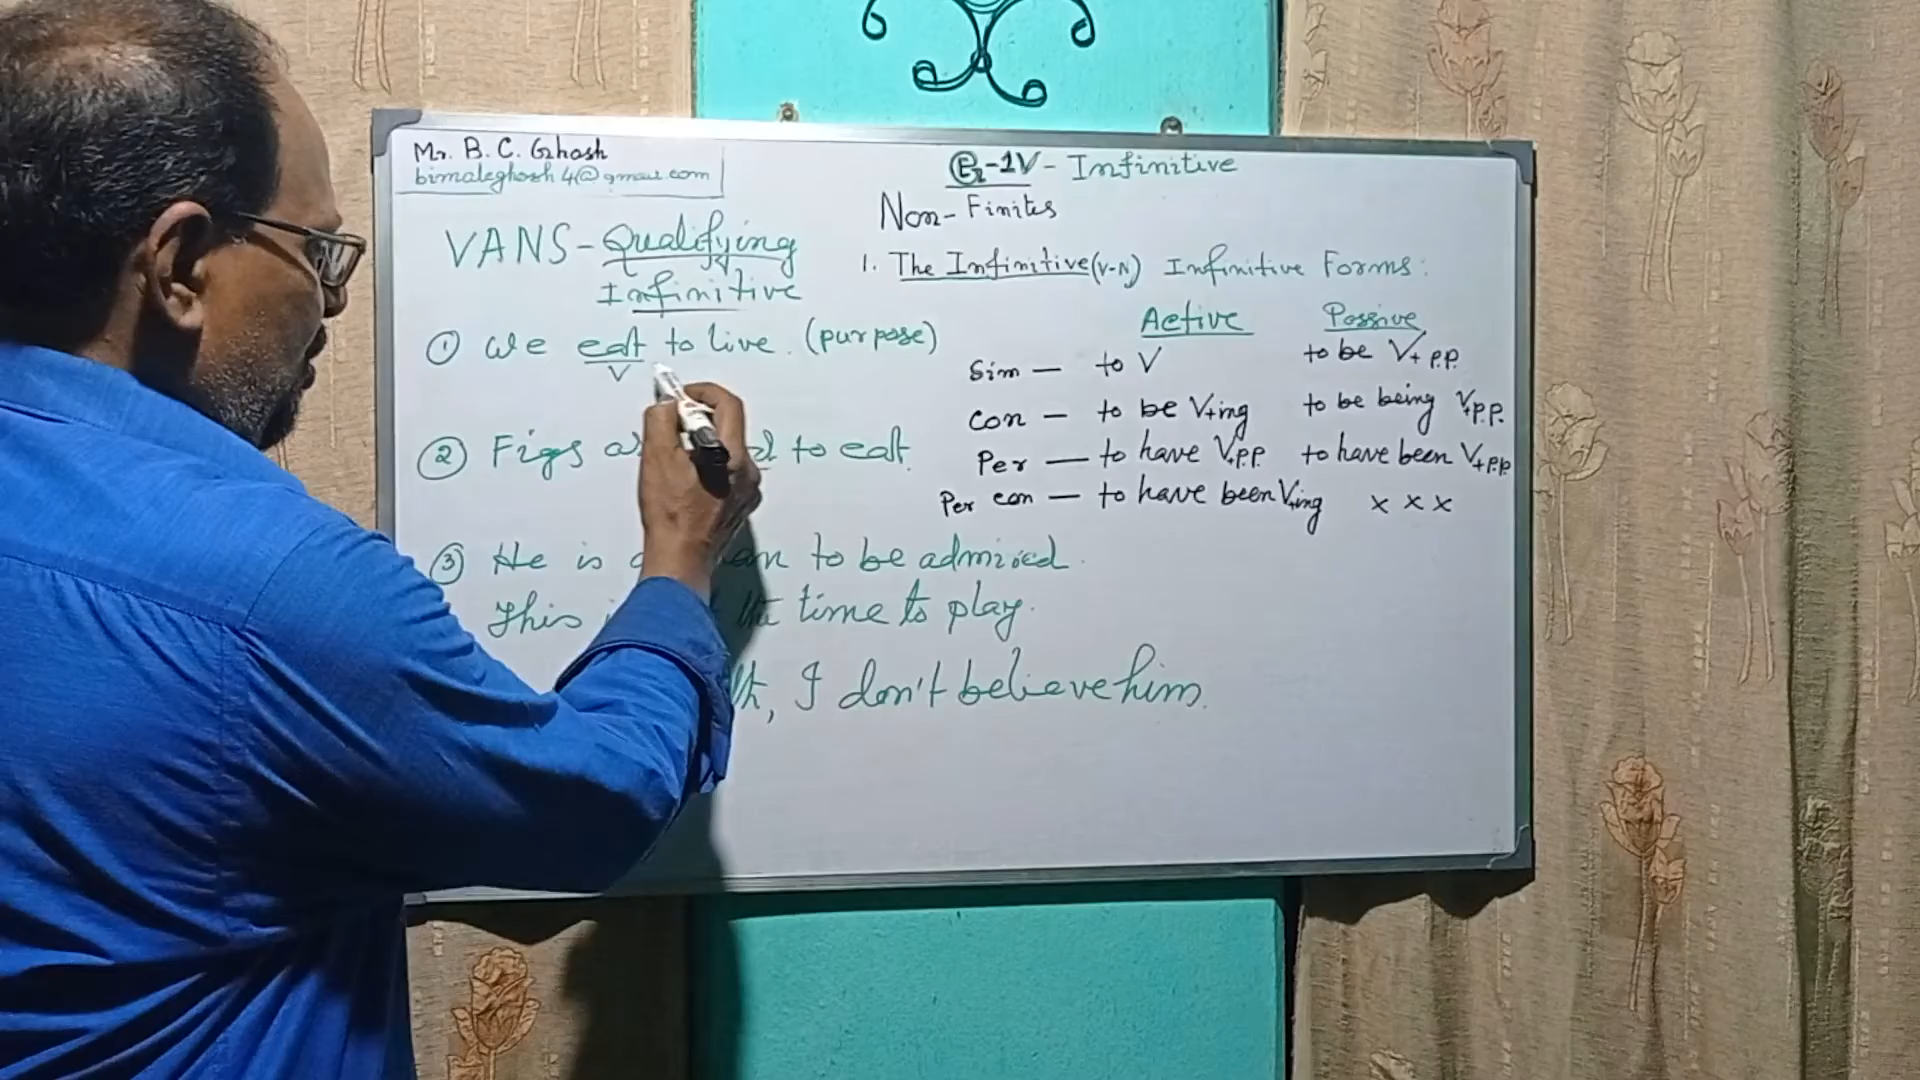 Mr. B. C. Ghosh
bimaleghosh4@gmail.com
VANS - Qualifying
Infinitive
① We eat to live. (purpose)
V
② Figs to eat.
③ He is to be admired.
This the time to play.
I don't believe him.
E2-IV - Infinitive
Non-Finites
1. The Infinitive (V-N) Infinitive Forms:
Active Passive
Sim — to V to be V+p.p.
Con — to be V+ing to be being V+p.p.
Per — to have V+p.p. to have been V+p.p.
Per con — to have been V+ing x x x